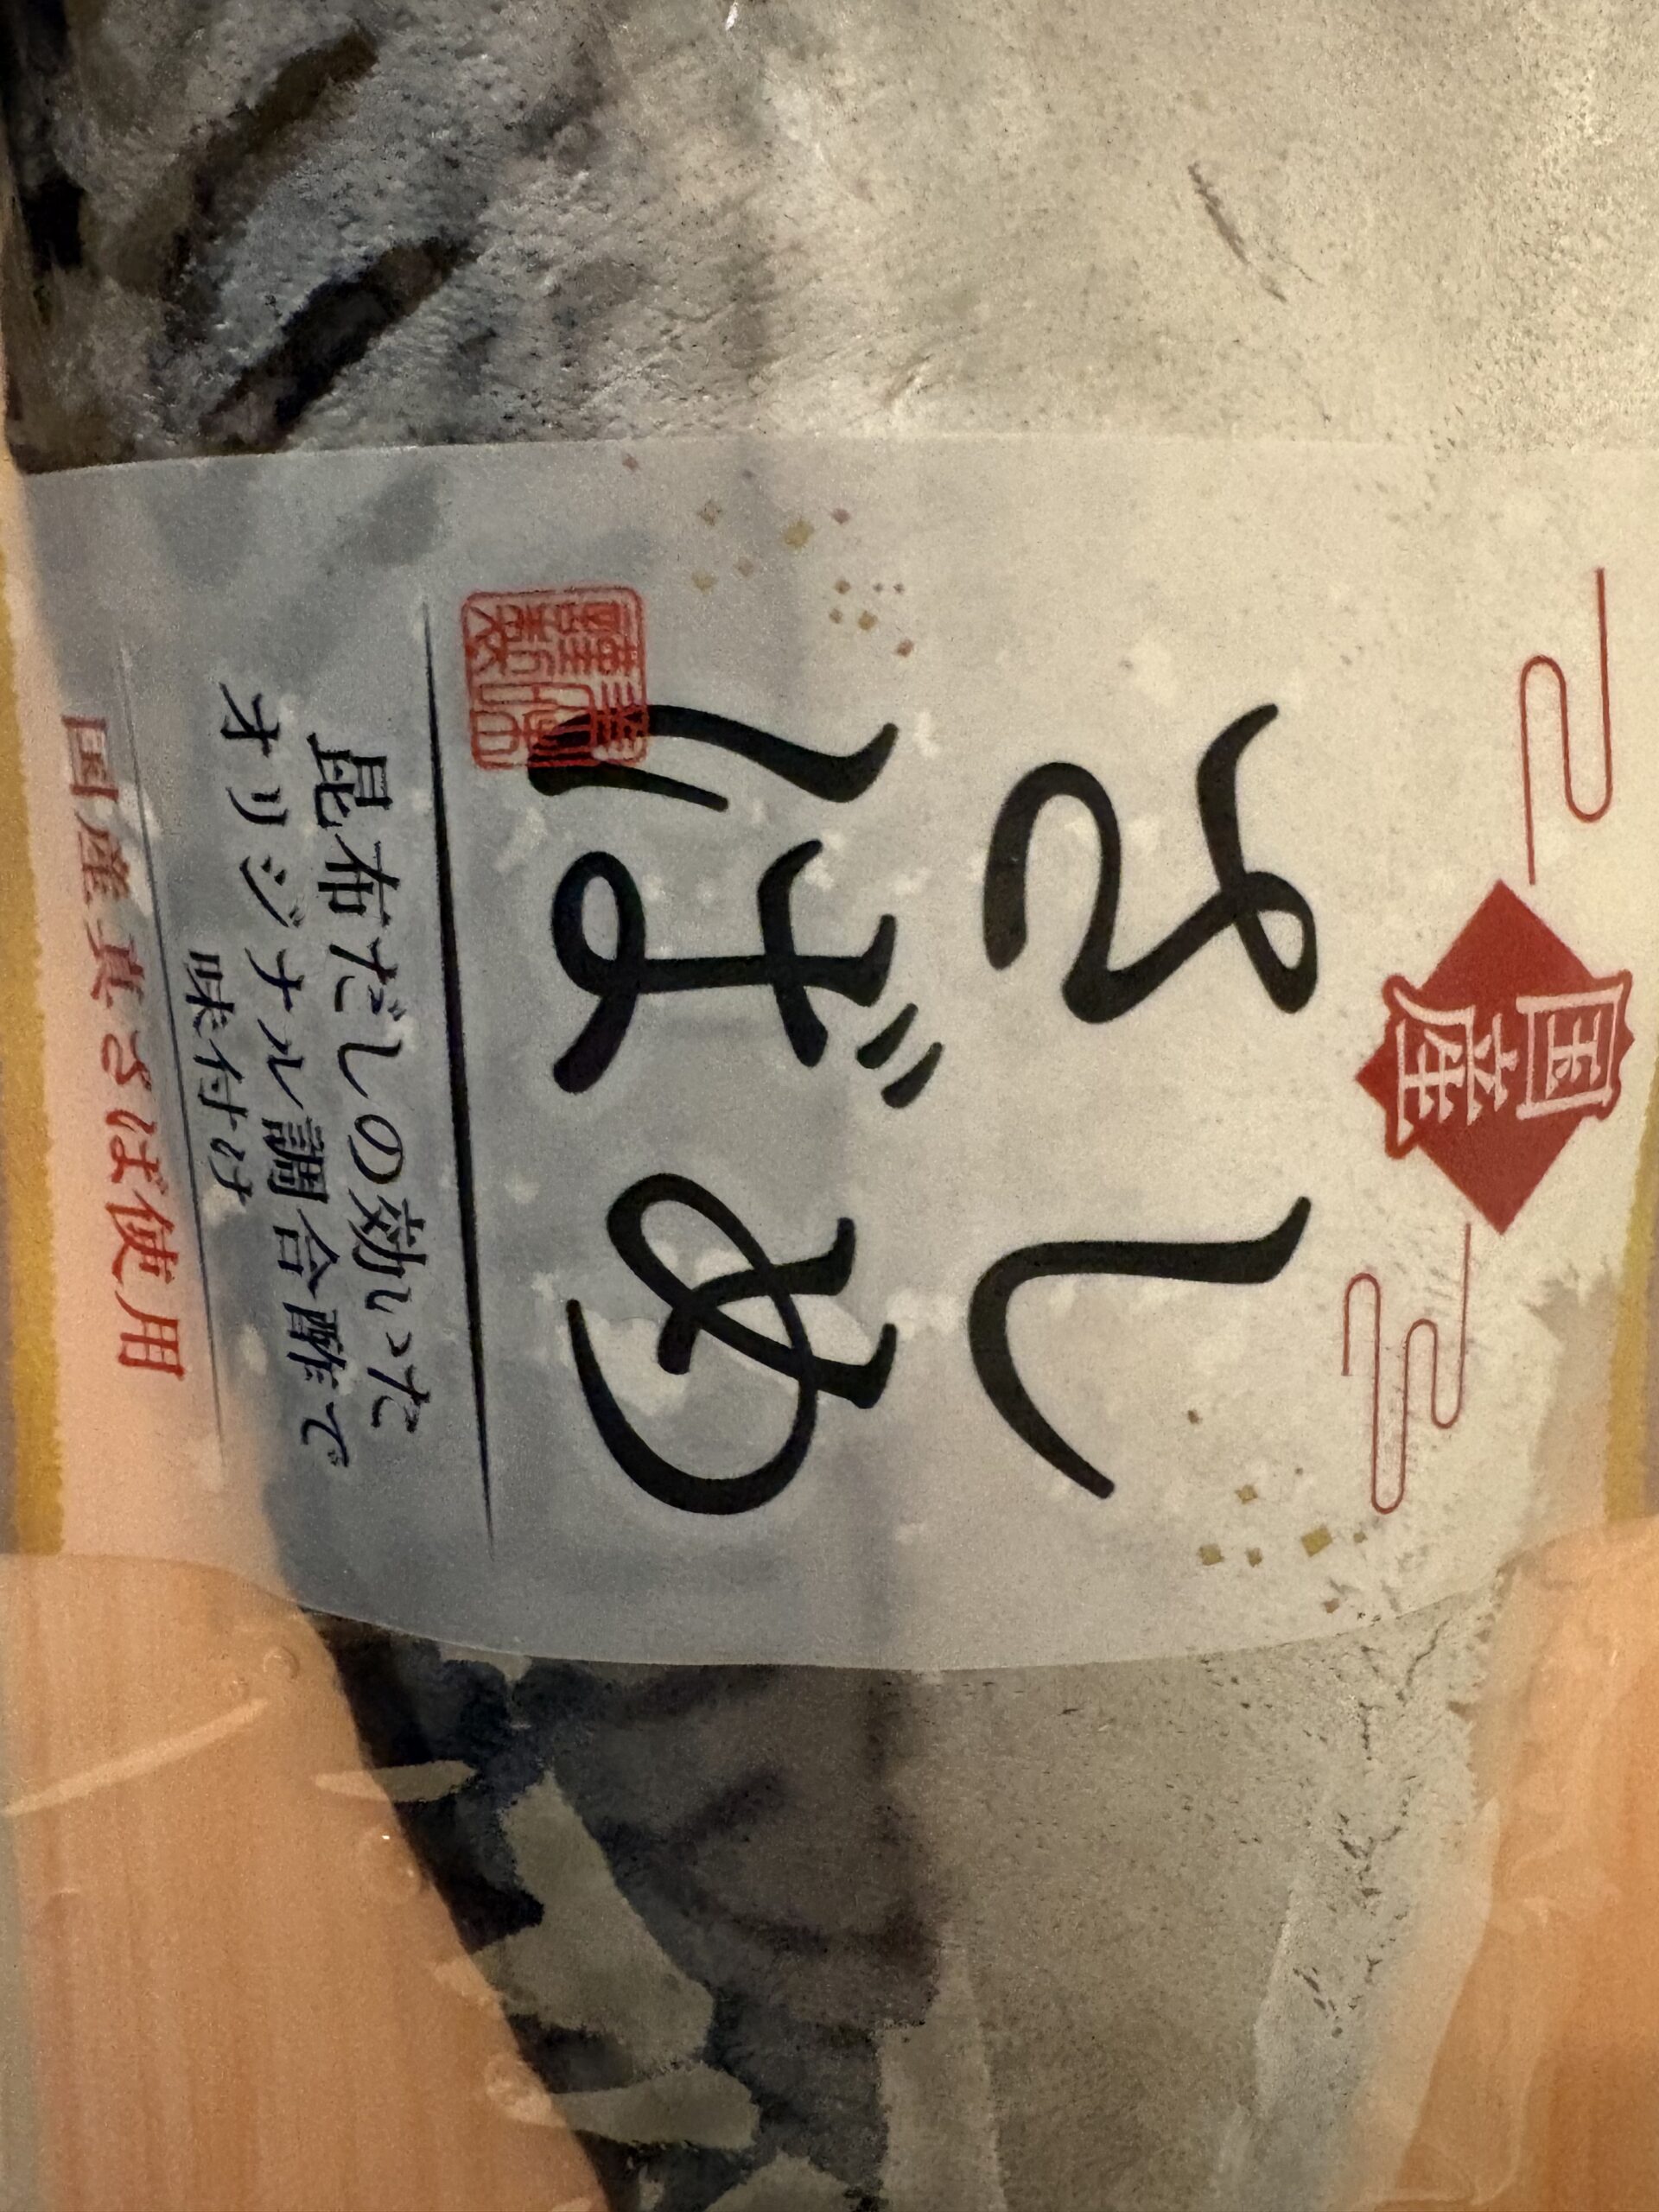 国産
しめ
さば
昆布だしの効いた
オリジナル調合酢で
味付け
国産真さば使用